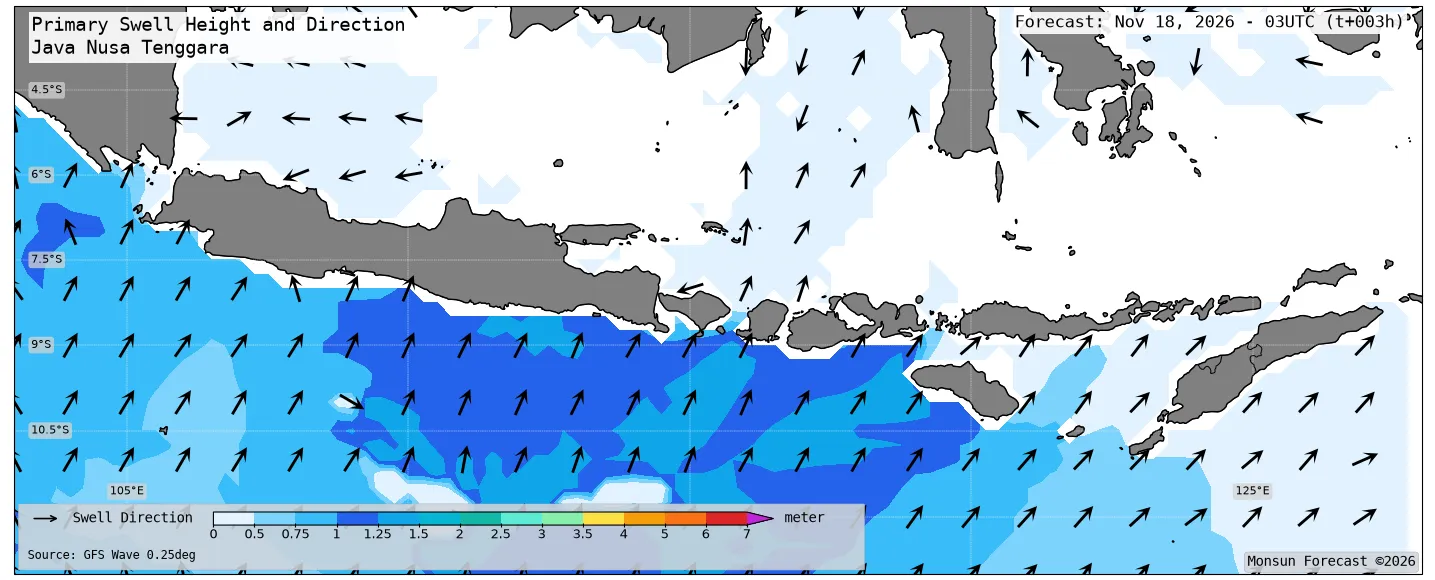 Primary Swell Height and Direction
Java Nusa Tenggara
Forecast: Nov 18, 2026 - 03UTC (t+003h)
4.5°S
6°S
7.5°S
9°S
10.5°S
105°E
125°E
Swell Direction
0 0.5 0.75 1 1.25 1.5 2 2.5 3 3.5 4 5 6 7
meter
Source: GFS Wave 0.25deg
Monsun Forecast ©2026